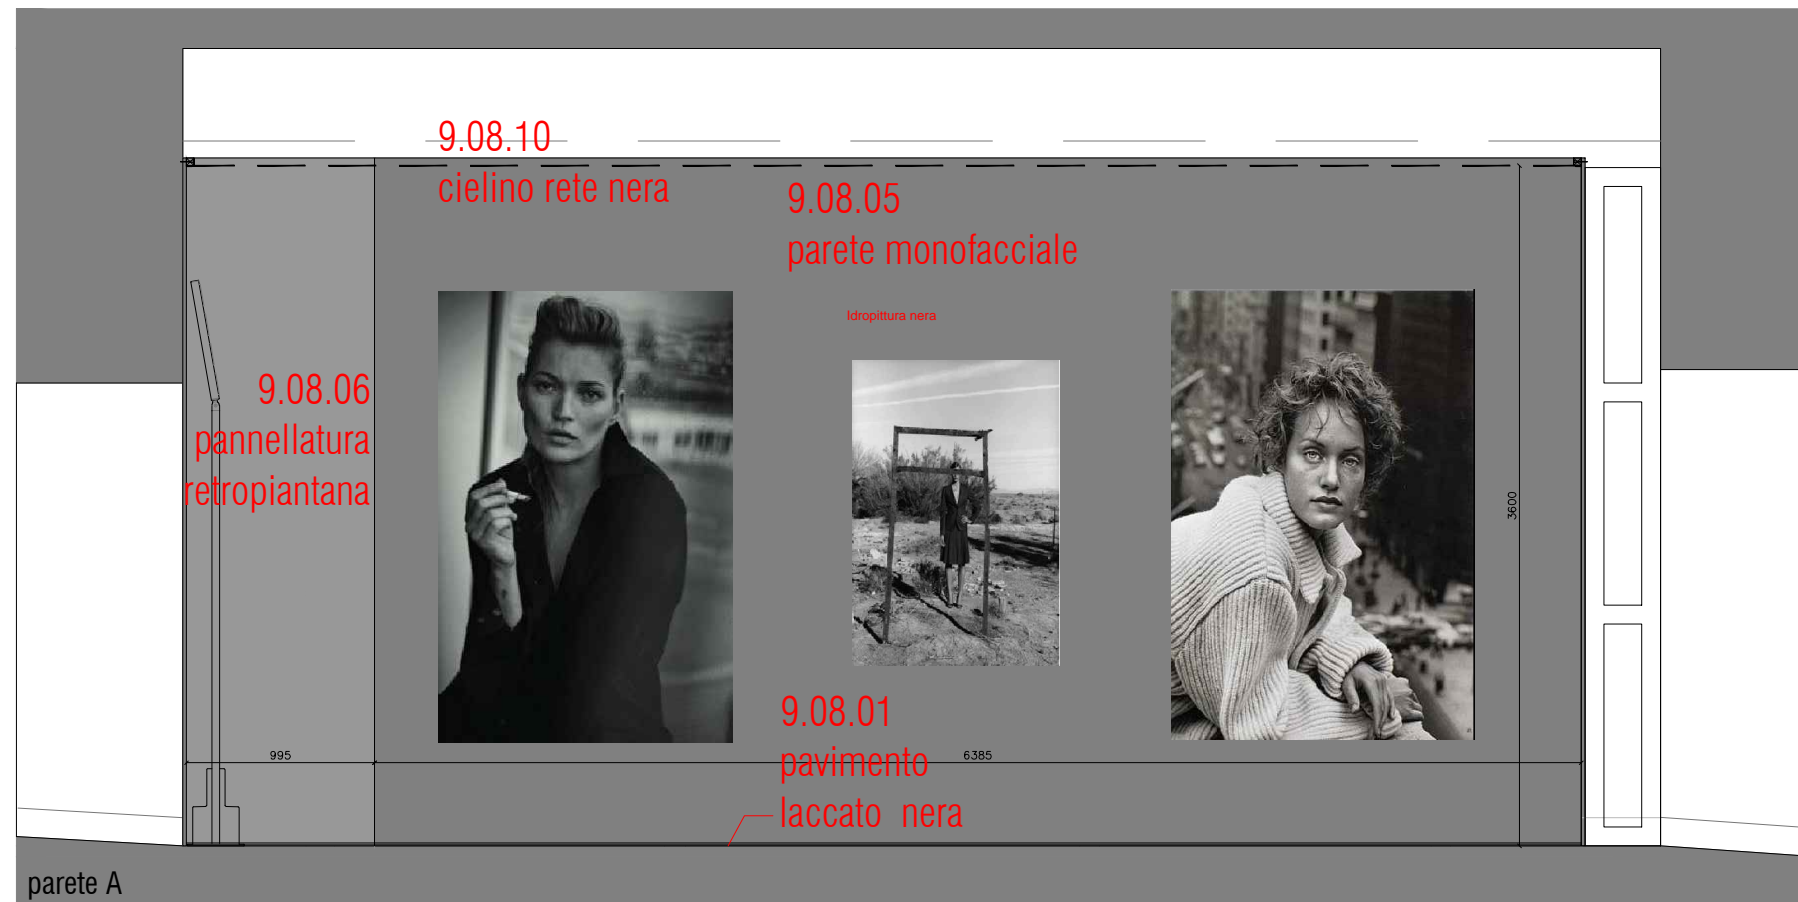 9.08.10
cielino rete nera
9.08.05
parete monofacciale
Idropittura nera
9.08.06
pannellatura
retropiantana
3600
9.08.01
pavimento
laccato nera
995
6385
parete A